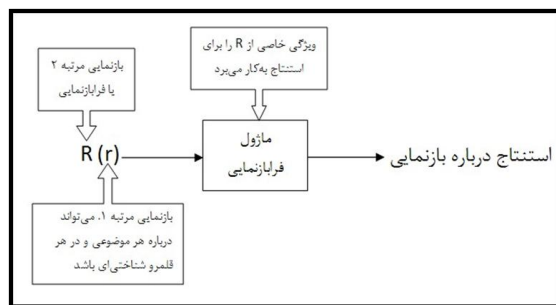 ویژگی خاصی از R را برای
استنتاج به‌کار می‌برد
بازنمایی مرتبه ۲
یا فرابازنمایی
R (r)
ماژول
فرابازنمایی
استنتاج درباره بازنمایی
بازنمایی مرتبه ۱. می‌تواند
درباره هر موضوعی و در هر
قلمرو شناختی‌ای باشد